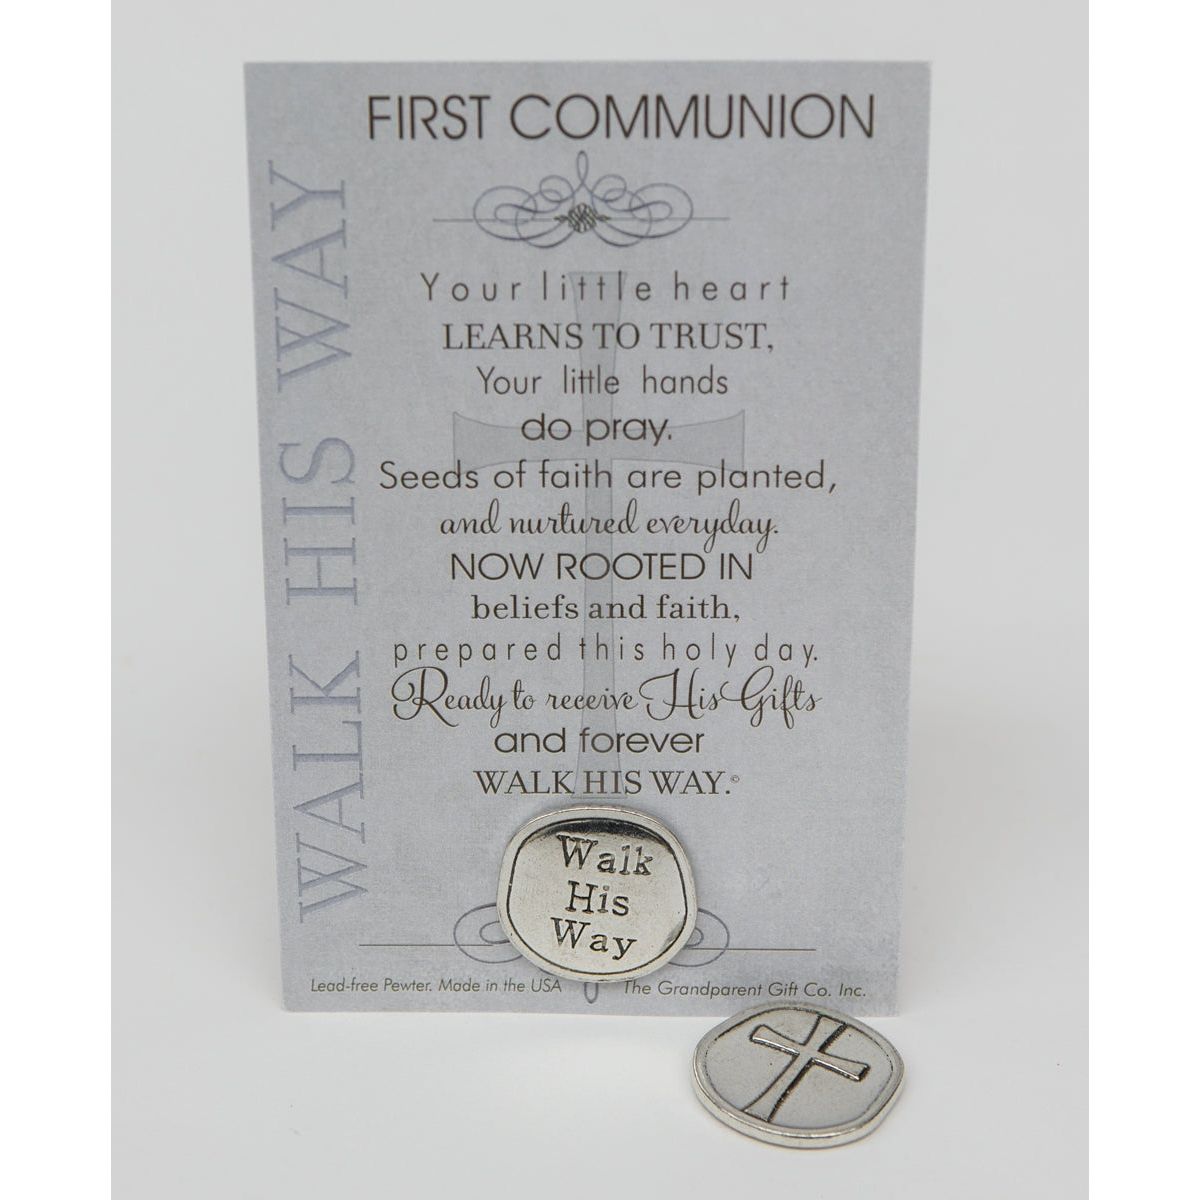 FIRST COMMUNION
WALK HIS WAY
Your little heart
LEARNS TO TRUST,
Your little hands
do pray.
Seeds of faith are planted,
and nurtured everyday.
NOW ROOTED IN
beliefs and faith,
prepared this holy day.
Ready to receive His Gifts
and forever
WALK HIS WAY.©
Walk
His
Way
Lead-free Pewter. Made in the USA
The Grandparent Gift Co. Inc.